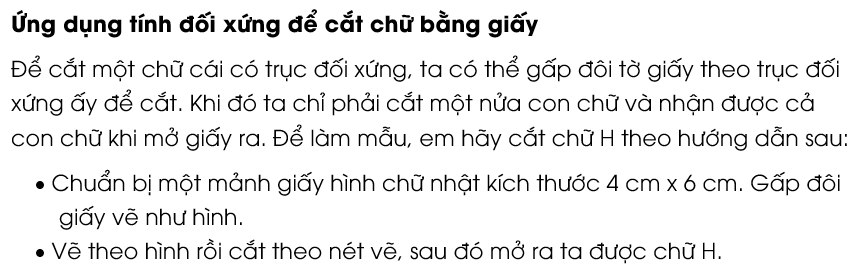 Ứng dụng tính đối xứng để cắt chữ bằng giấy
Để cắt một chữ cái có trục đối xứng, ta có thể gấp đôi tờ giấy theo trục đối
xứng ấy để cắt. Khi đó ta chỉ phải cắt một nửa con chữ và nhận được cả
con chữ khi mở giấy ra. Để làm mẫu, em hãy cắt chữ H theo hướng dẫn sau:
• Chuẩn bị một mảnh giấy hình chữ nhật kích thước 4 cm x 6 cm. Gấp đôi
giấy vẽ như hình.
• Vẽ theo hình rồi cắt theo nét vẽ, sau đó mở ra ta được chữ H.